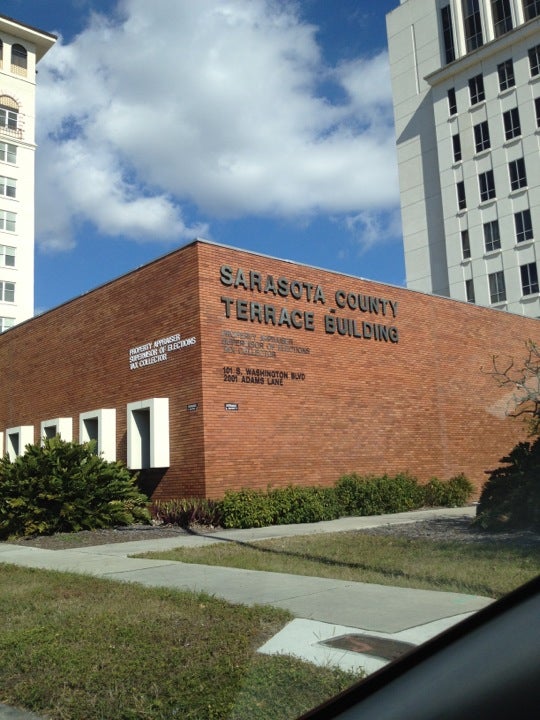 SARASOTA COUNTY
TERRACE BUILDING
PROPERTY APPRAISER
SUPERVISOR OF ELECTIONS
TAX COLLECTOR
PROPERTY APPRAISER
SUPERVISOR OF ELECTIONS
TAX COLLECTOR
101 S. WASHINGTON BLVD
2001 ADAMS LANE